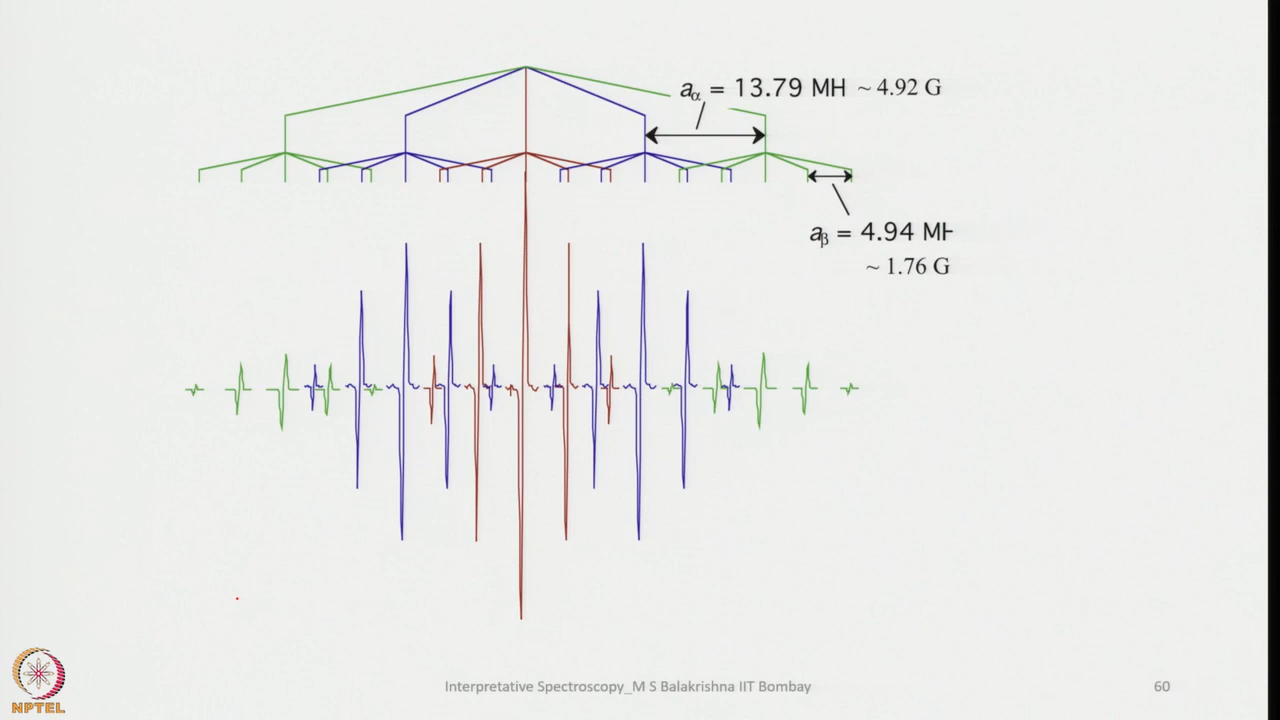 aα = 13.79 MH ~ 4.92 G
aβ = 4.94 MH
~ 1.76 G
Interpretative Spectroscopy_M S Balakrishna IIT Bombay
60
NPTEL